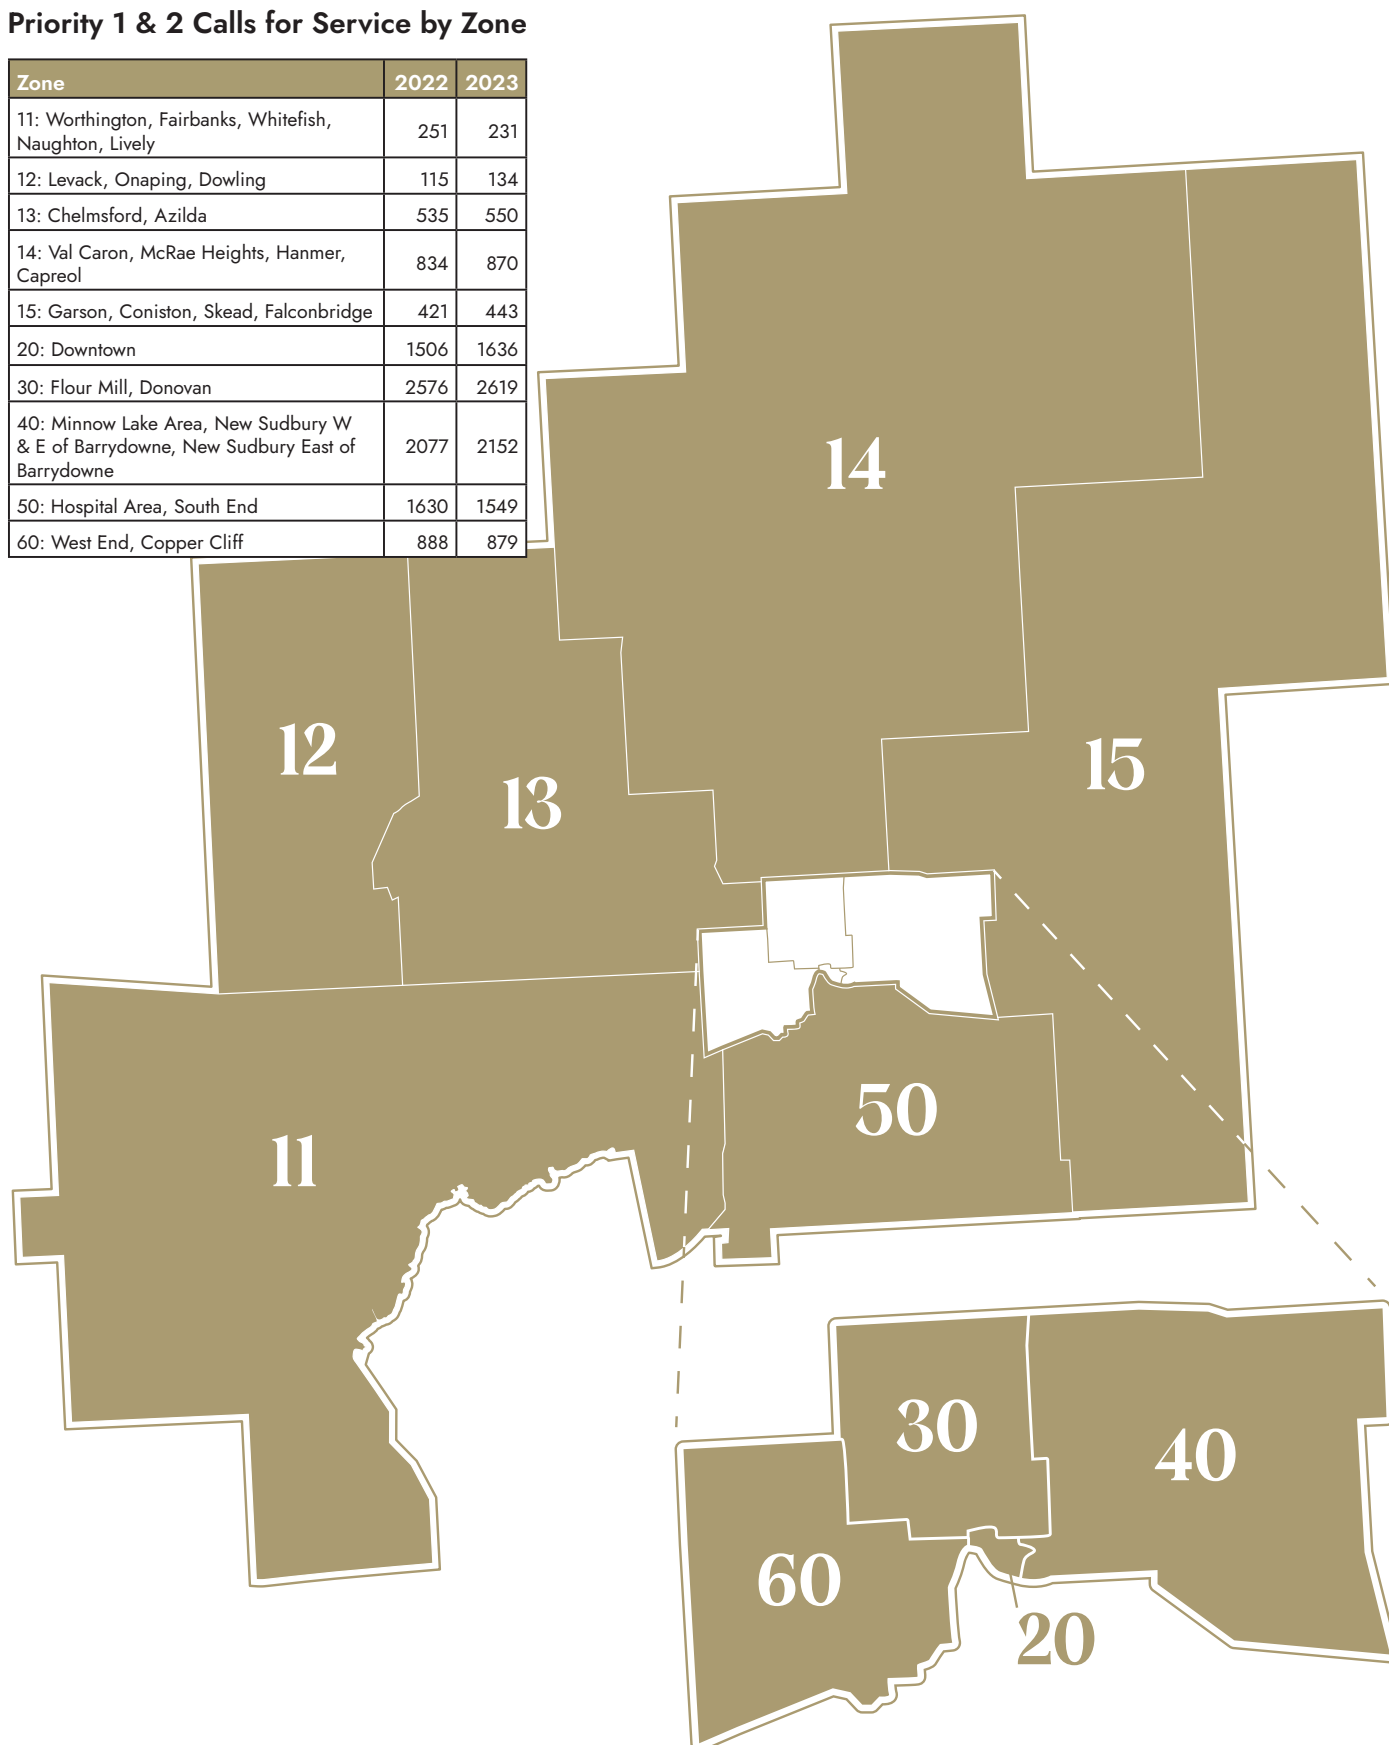 Priority 1 & 2 Calls for Service by Zone
Zone 2022 2023
11: Worthington, Fairbanks, Whitefish,
Naughton, Lively 251 231
12: Levack, Onaping, Dowling 115 134
13: Chelmsford, Azilda 535 550
14: Val Caron, McRae Heights, Hanmer,
Capreol 834 870
15: Garson, Coniston, Skead, Falconbridge 421 443
20: Downtown 1506 1636
30: Flour Mill, Donovan 2576 2619
40: Minnow Lake Area, New Sudbury W
& E of Barrydowne, New Sudbury East of 2077 2152
Barrydowne
50: Hospital Area, South End 1630 1549
60: West End, Copper Cliff 888 879
14
12
15
13
50
11
30
40
60
20